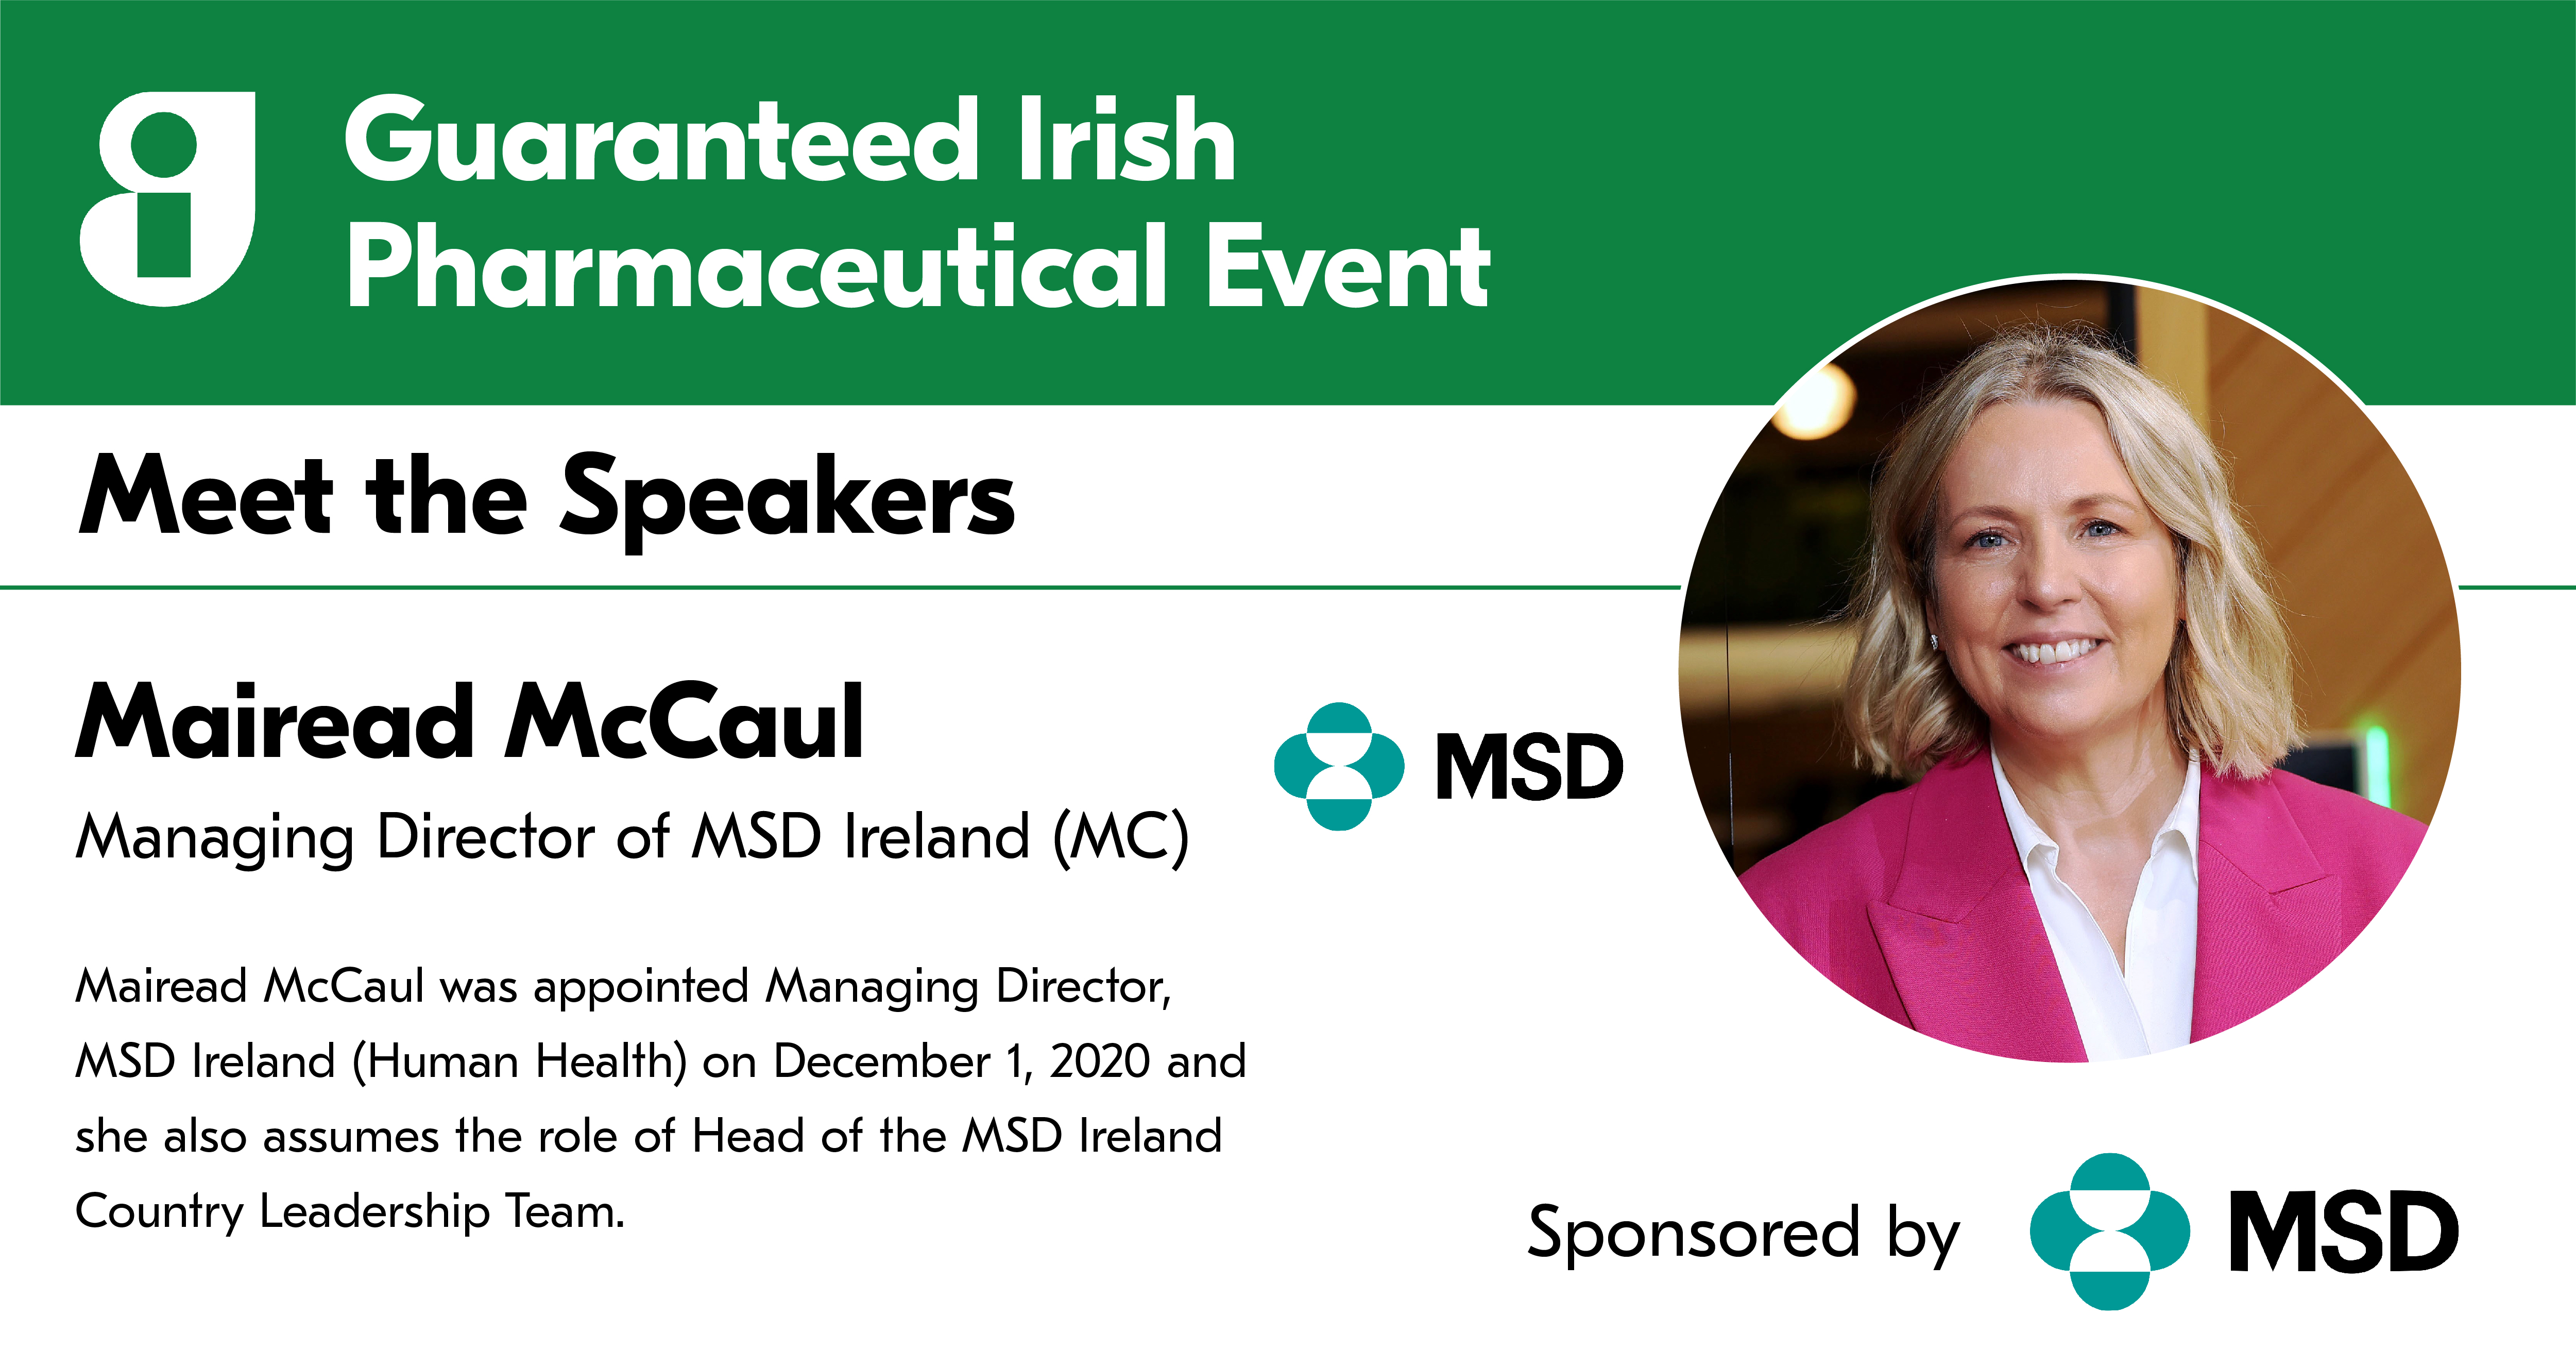 Guaranteed Irish
Pharmaceutical Event
Meet the Speakers
Mairead McCaul
MSD
Managing Director of MSD Ireland (MC)
Mairead McCaul was appointed Managing Director,
MSD Ireland (Human Health) on December 1, 2020 and
she also assumes the role of Head of the MSD Ireland
Country Leadership Team.
Sponsored by MSD